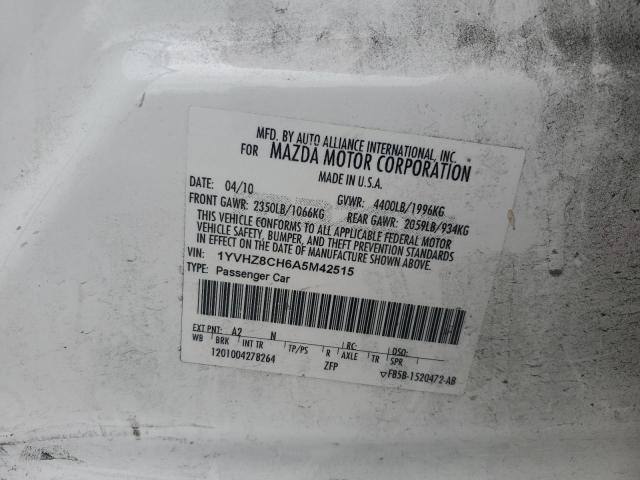 MFD. BY AUTO ALLIANCE INTERNATIONAL, INC.
FOR MAZDA MOTOR CORPORATION
MADE IN U.S.A.
DATE: 04/10 GVWR: 4400LB/1996KG
FRONT GAWR: 2350LB/1066KG REAR GAWR: 2059LB/934KG
THIS VEHICLE CONFORMS TO ALL APPLICABLE FEDERAL MOTOR
VEHICLE SAFETY, BUMPER, AND THEFT PREVENTION STANDARDS
IN EFFECT ON THE DATE OF MANUFACTURE SHOWN ABOVE.
VIN: 1YVHZ8CH6A5M42515
TYPE: Passenger Car
EXT PNT: A2 N RC: DSO:
WB BRK INT TR TP/PS R AXLE TR SPR
1201004278264 ZFP ▽FB5B-1520472-AB